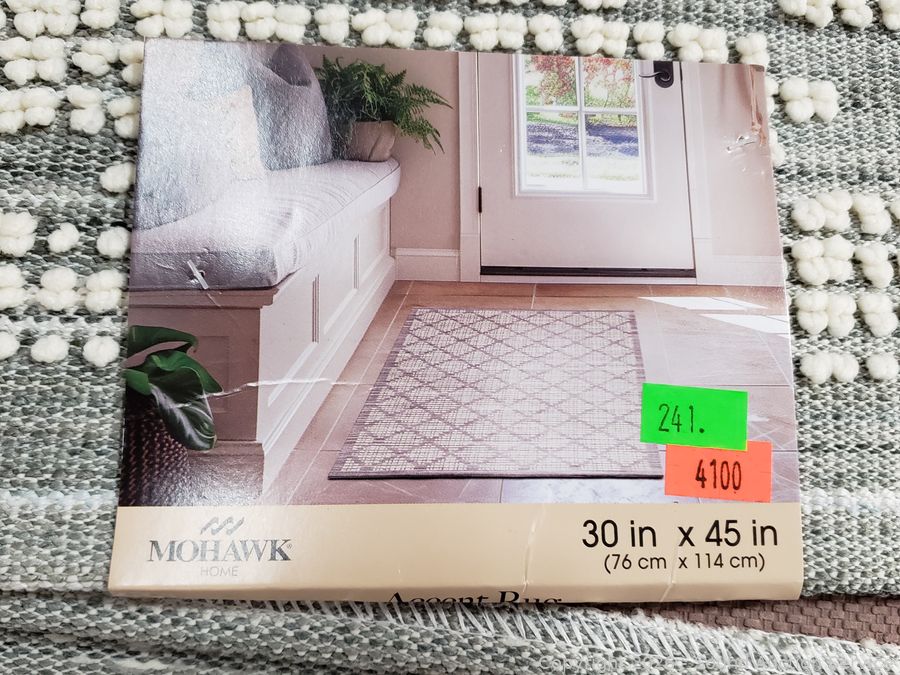 241.
4100
MOHAWK®
HOME
30 in x 45 in
(76 cm x 114 cm)
Accent Rug